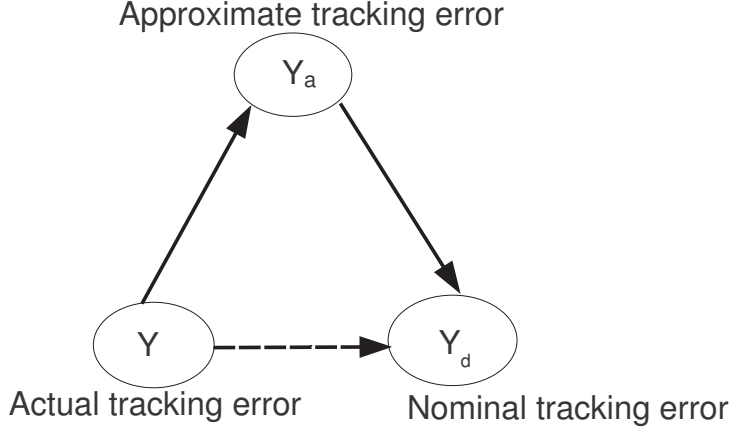 Approximate tracking error
Ya
Y
Yd
Actual tracking error
Nominal tracking error